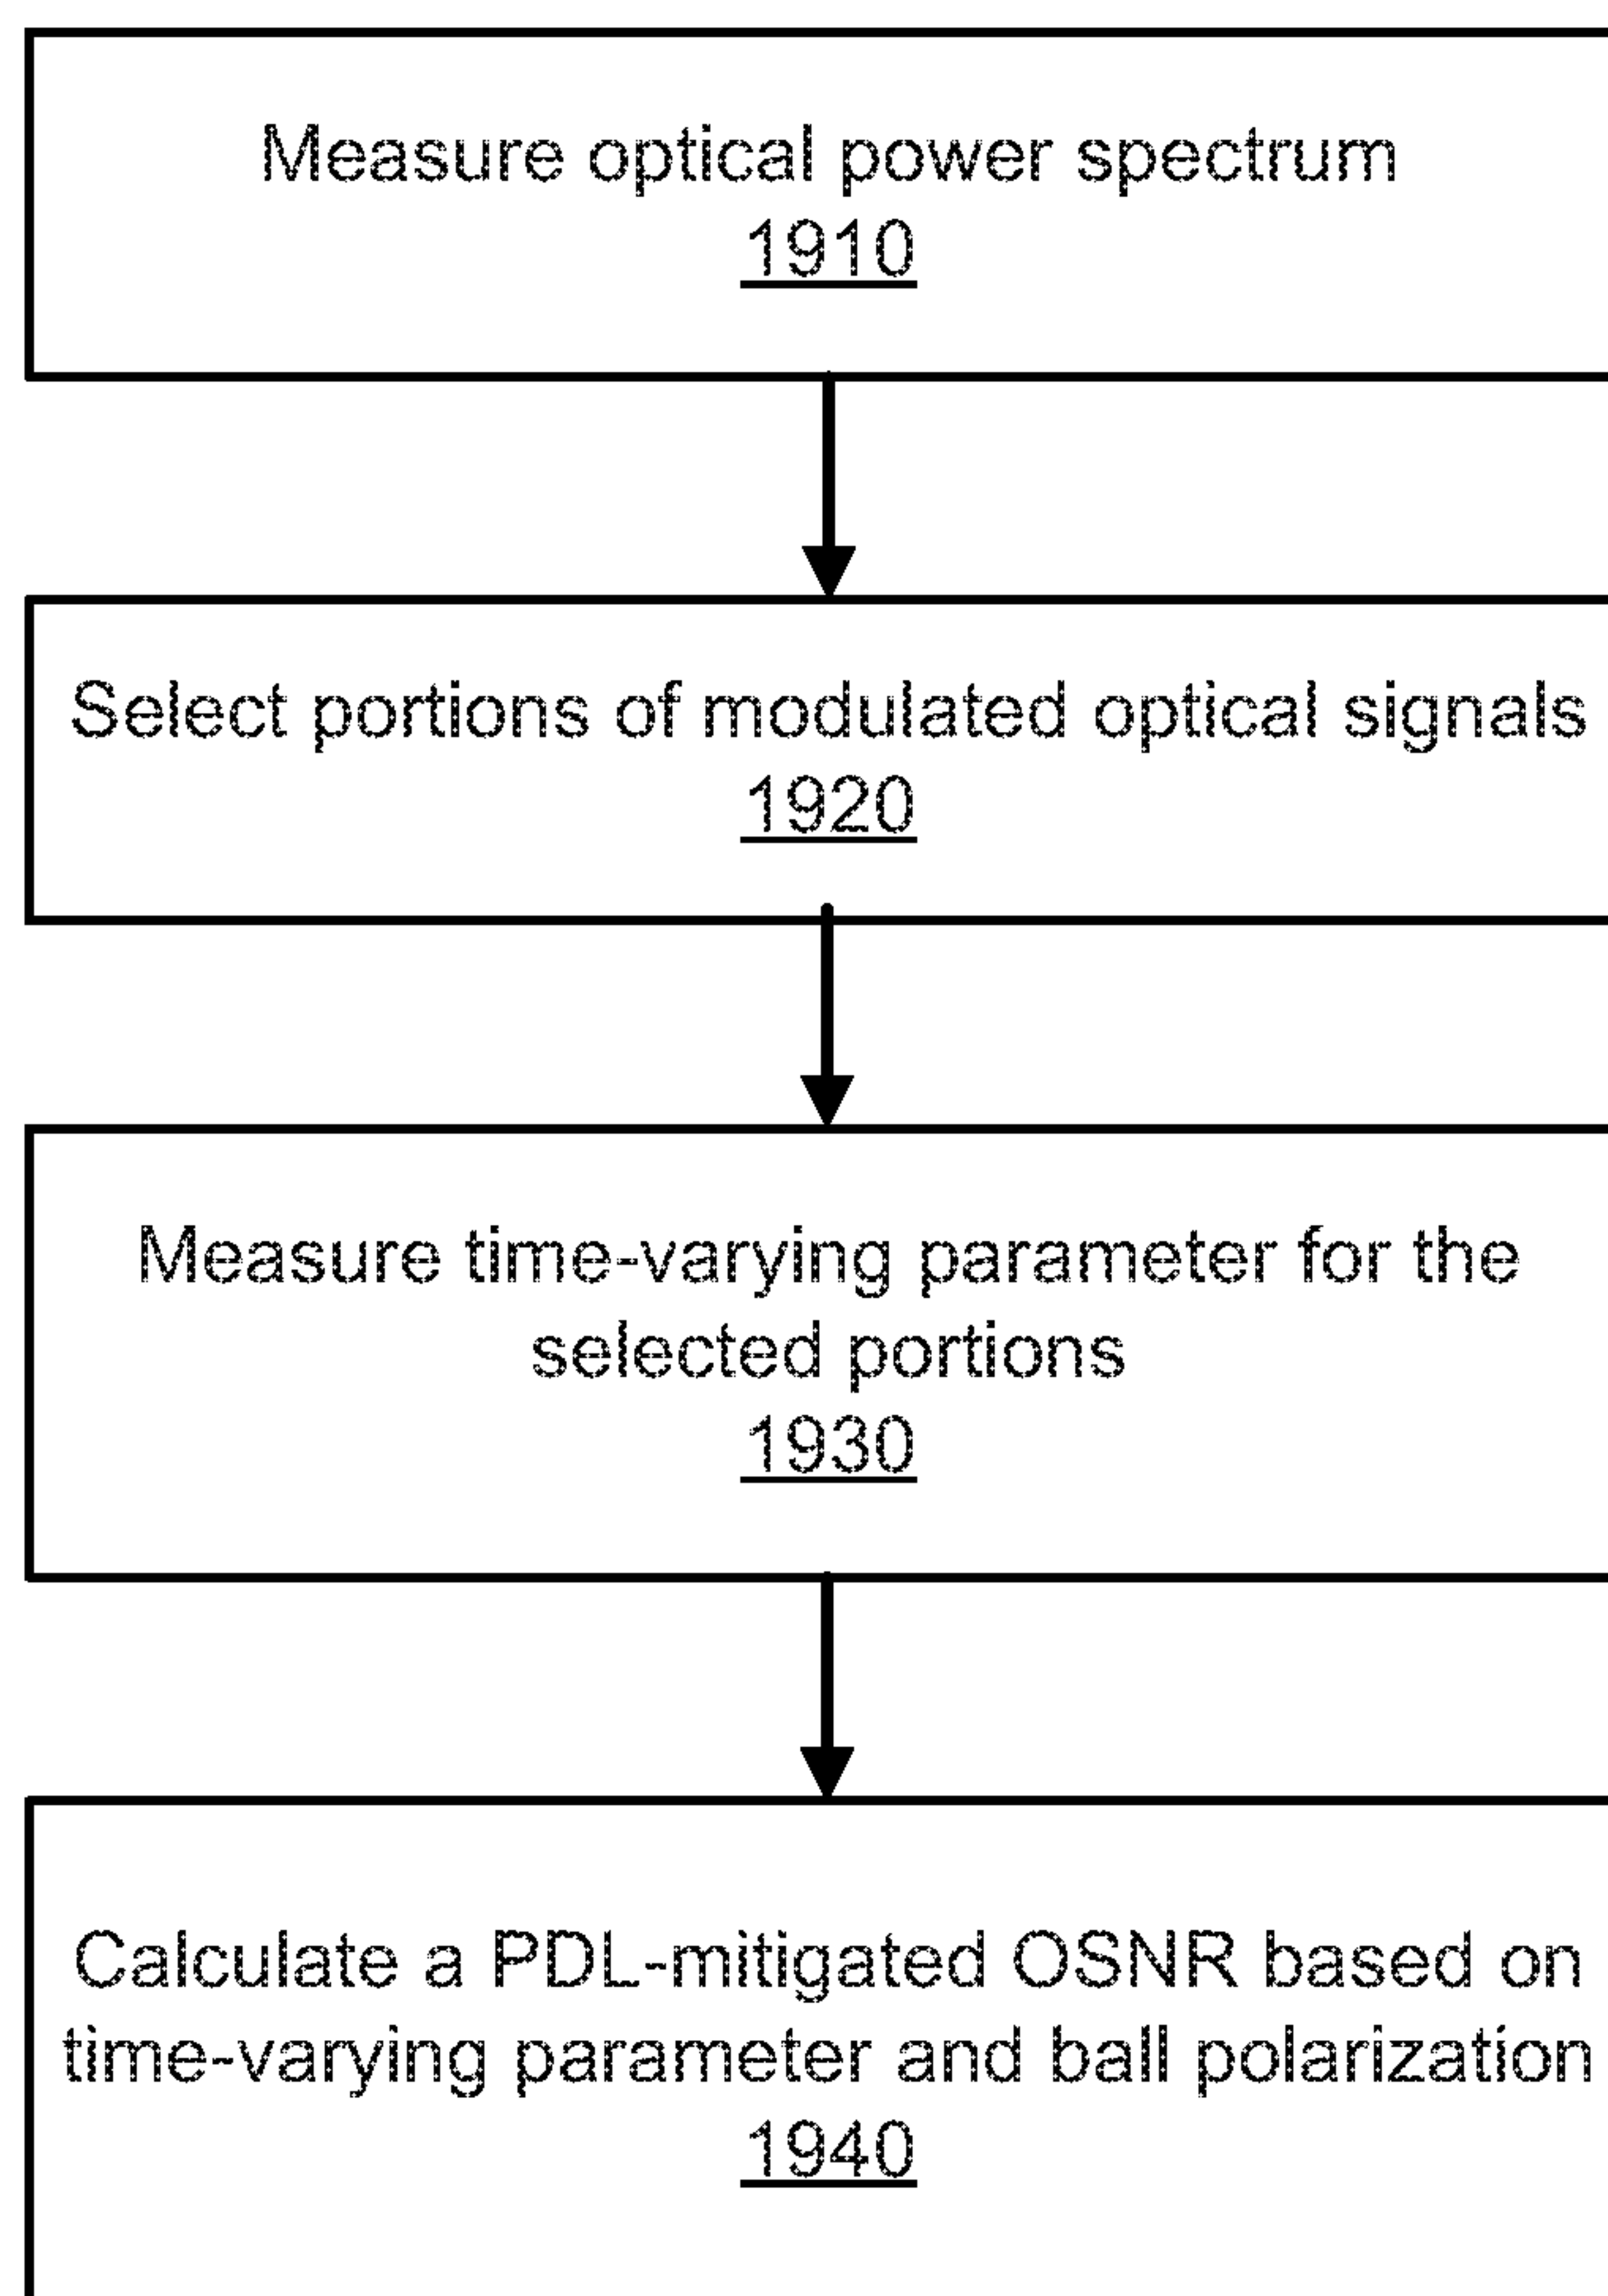 Measure optical power spectrum
1910
Select portions of modulated optical signals
1920
Measure time-varying parameter for the
selected portions
1930
Calculate a PDL-mitigated OSNR based on
time-varying parameter and ball polarization
1940